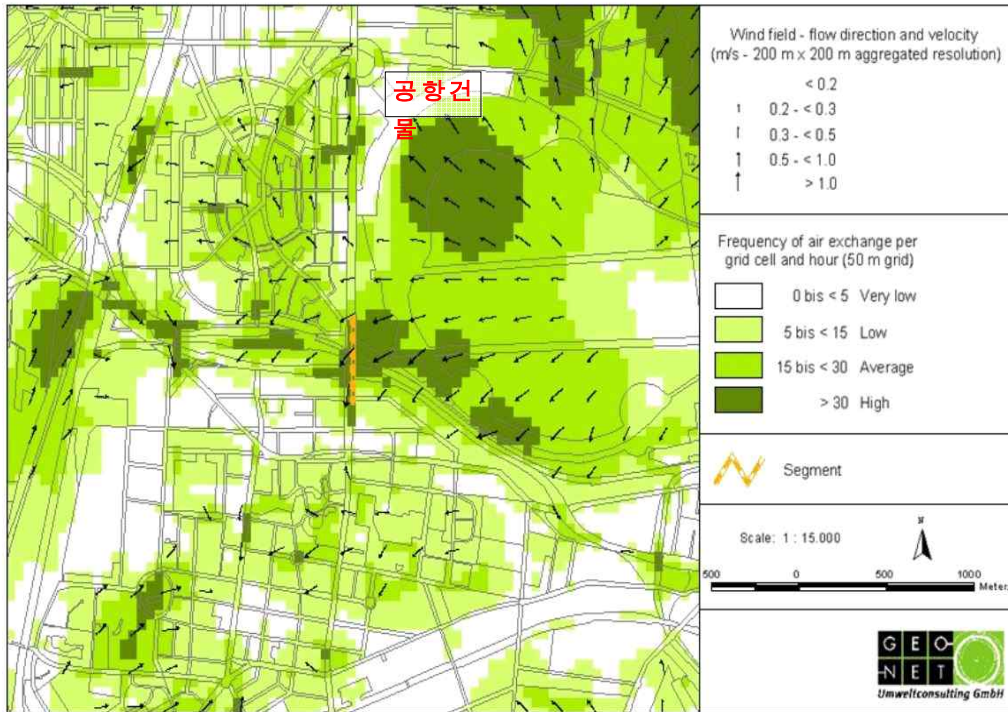 공항건
물
Wind field - flow direction and velocity
(m/s - 200 m x 200 m aggregated resolution)
< 0.2
0.2 - < 0.3
0.3 - < 0.5
0.5 - < 1.0
> 1.0
Frequency of air exchange per
grid cell and hour (50 m grid)
0 bis < 5 Very low
5 bis < 15 Low
15 bis < 30 Average
> 30 High
Segment
Scale: 1 : 15.000
N
500 0 500 1000
Meter
GEO-
NET
Umweltconsulting GmbH